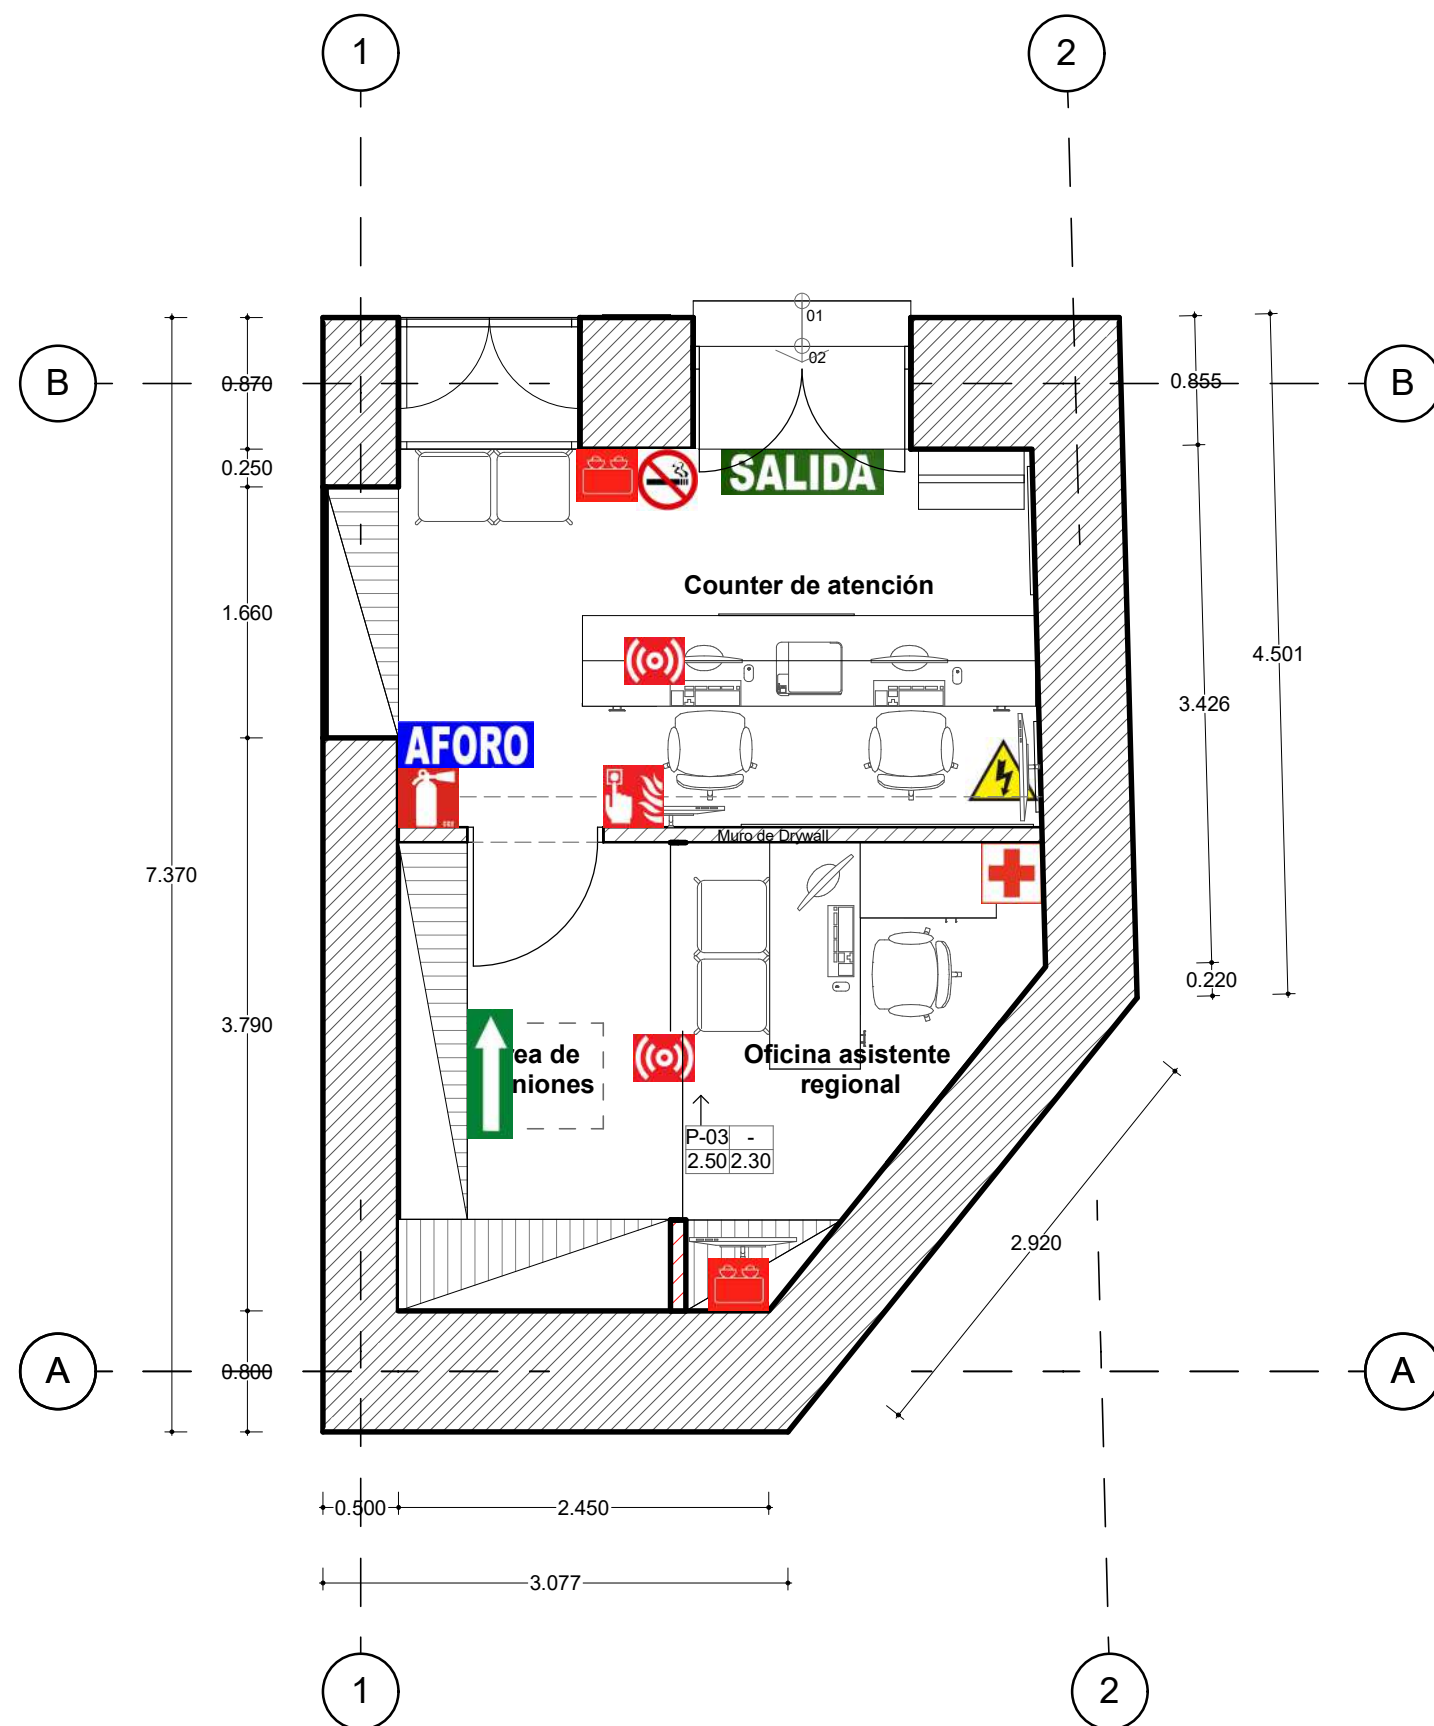 1
2
01
02
B
0.870
0.855
B
0.250
SALIDA
Counter de atención
1.660
4.501
3.426
AFORO
Muro de Drywall
7.370
0.220
3.790
rea de
niones
Oficina asistente
regional
P-03 -
2.50 2.30
2.920
A
0.800
A
0.500
2.450
3.077
1
2